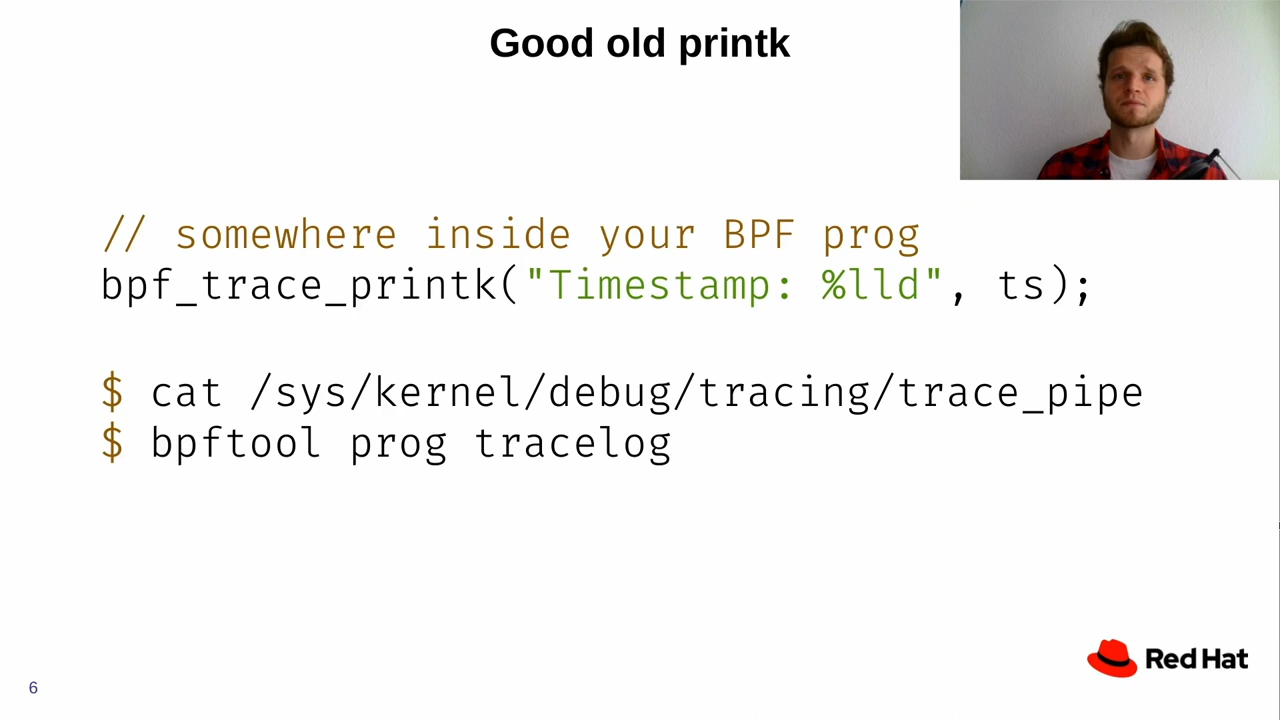 Good old printk
// somewhere inside your BPF prog
bpf_trace_printk("Timestamp: %lld", ts);
$ cat /sys/kernel/debug/tracing/trace_pipe
$ bpftool prog tracelog
Red Hat
6